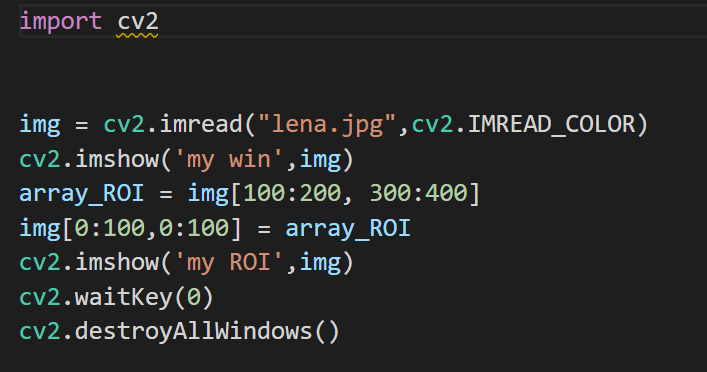 import cv2
img = cv2.imread("lena.jpg",cv2.IMREAD_COLOR)
cv2.imshow('my win',img)
array_ROI = img[100:200, 300:400]
img[0:100,0:100] = array_ROI
cv2.imshow('my ROI',img)
cv2.waitKey(0)
cv2.destroyAllWindows()